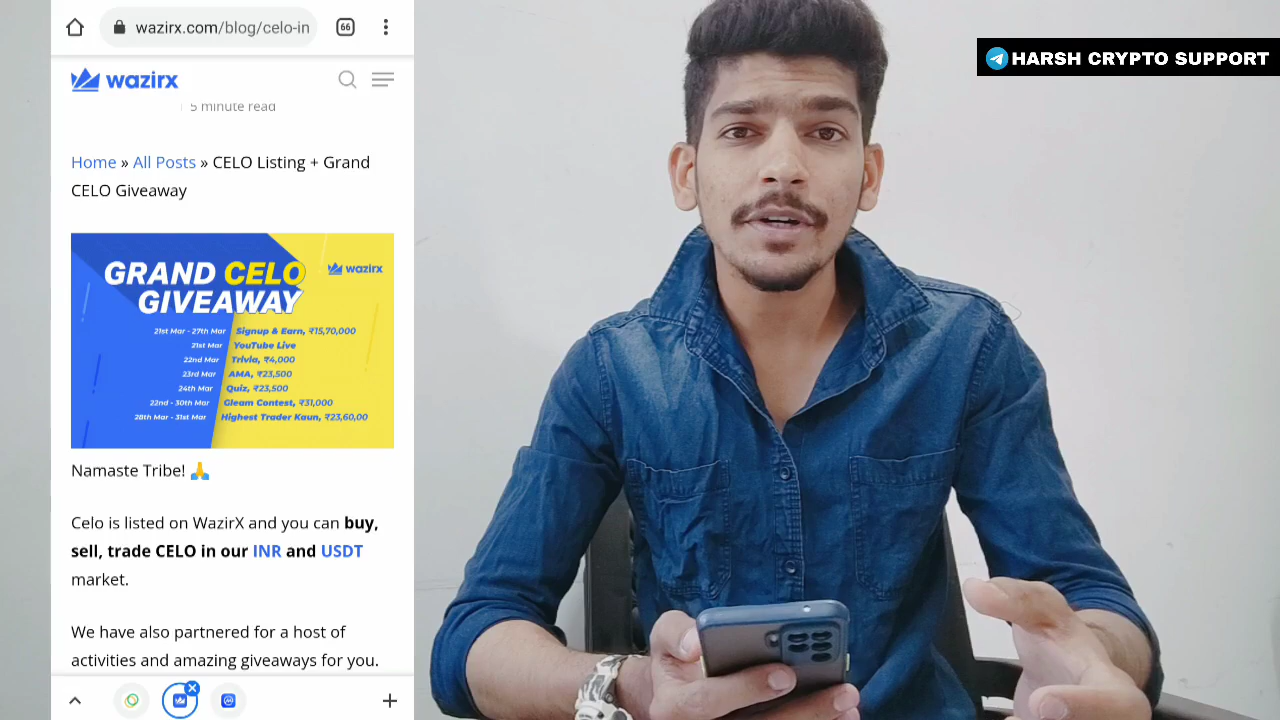 wazirx.com/blog/celo-in
66
wazirx
5 minute read
Home » All Posts » CELO Listing + Grand
CELO Giveaway
GRAND CELO
GIVEAWAY
wazirx
21st Mar - 27th Mar Signup & Earn, ₹15,70,000
21st Mar YouTube Live
22nd Mar Trivia, ₹4,000
23rd Mar AMA, ₹23,500
24th Mar Quiz, ₹23,500
22nd - 30th Mar Gleam Contest, ₹31,000
28th Mar - 31st Mar Highest Trader Kaun, ₹23,60,00
Namaste Tribe! 🙏
Celo is listed on WazirX and you can buy,
sell, trade CELO in our INR and USDT
market.
We have also partnered for a host of
activities and amazing giveaways for you.
HARSH CRYPTO SUPPORT